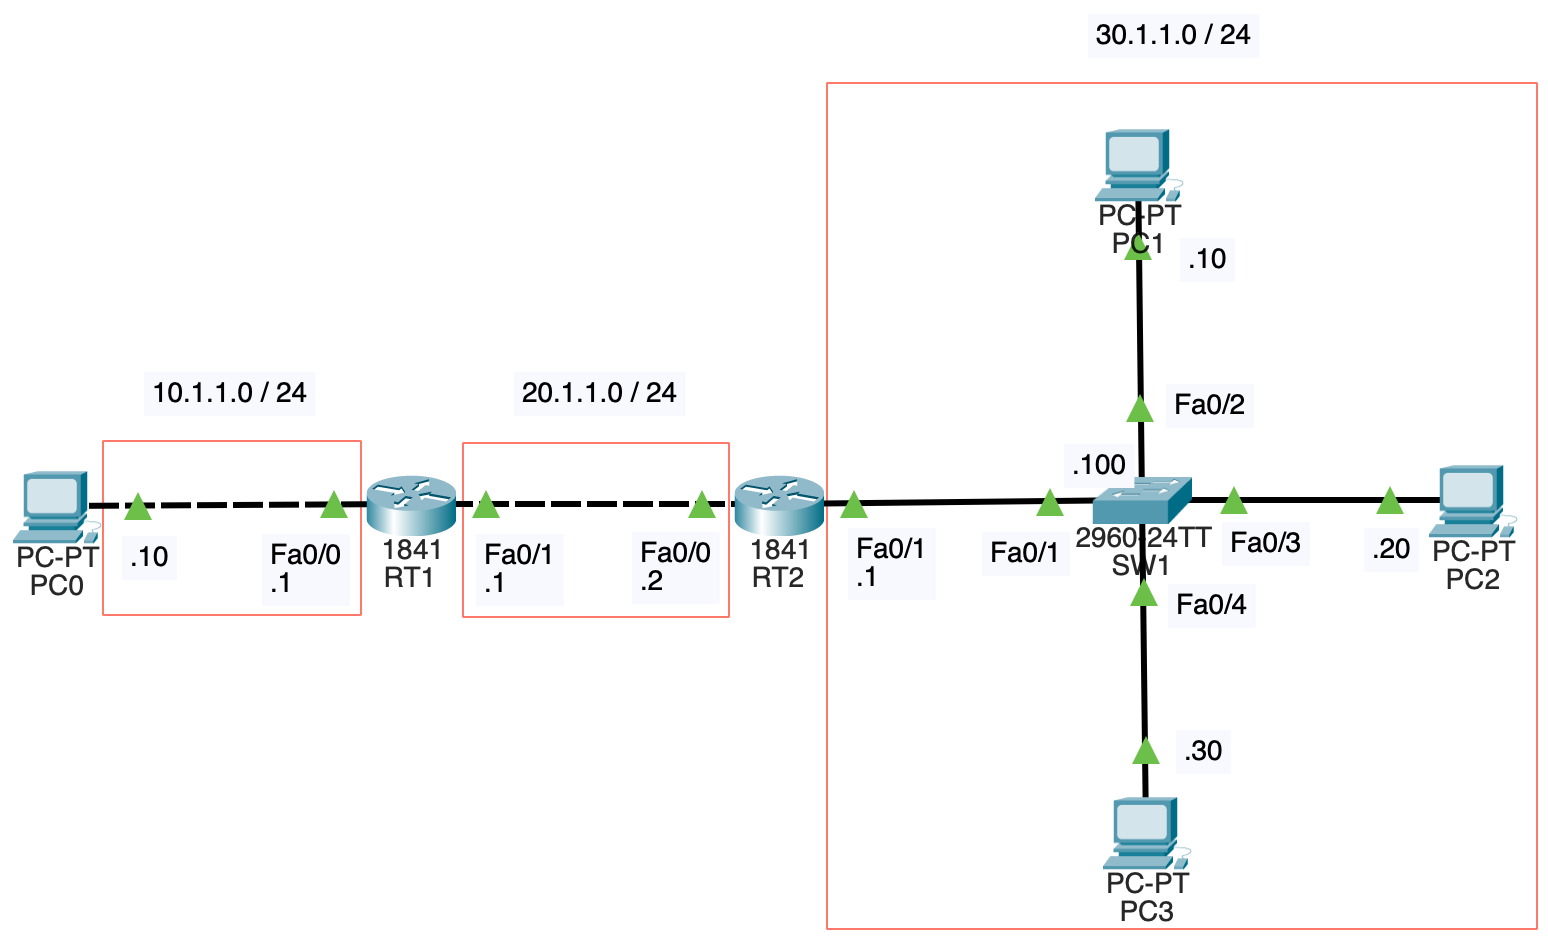 30.1.1.0 / 24
PC-PT
PC1
.10
10.1.1.0 / 24
20.1.1.0 / 24
Fa0/2
.100
PC-PT
PC0
.10
Fa0/0
.1
1841
RT1
Fa0/1
.1
Fa0/0
.2
1841
RT2
Fa0/1
.1
Fa0/1
2960-24TT
SW1
Fa0/3
.20
PC-PT
PC2
Fa0/4
.30
PC-PT
PC3